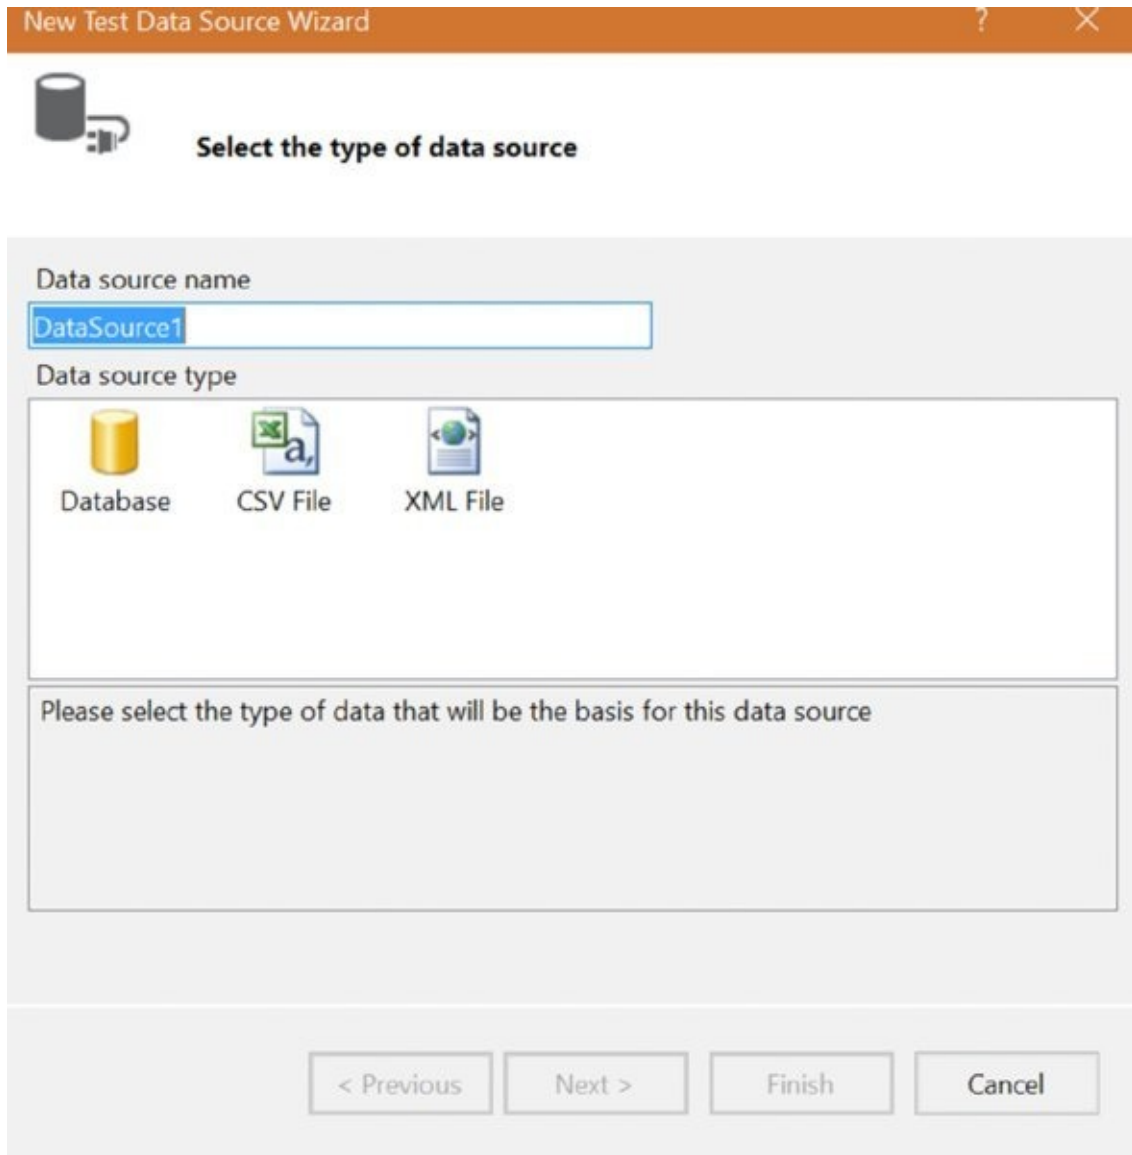 New Test Data Source Wizard ? ×
Select the type of data source
Data source name
DataSource1
Data source type
a,
Database CSV File XML File
Please select the type of data that will be the basis for this data source
< Previous Next > Finish Cancel